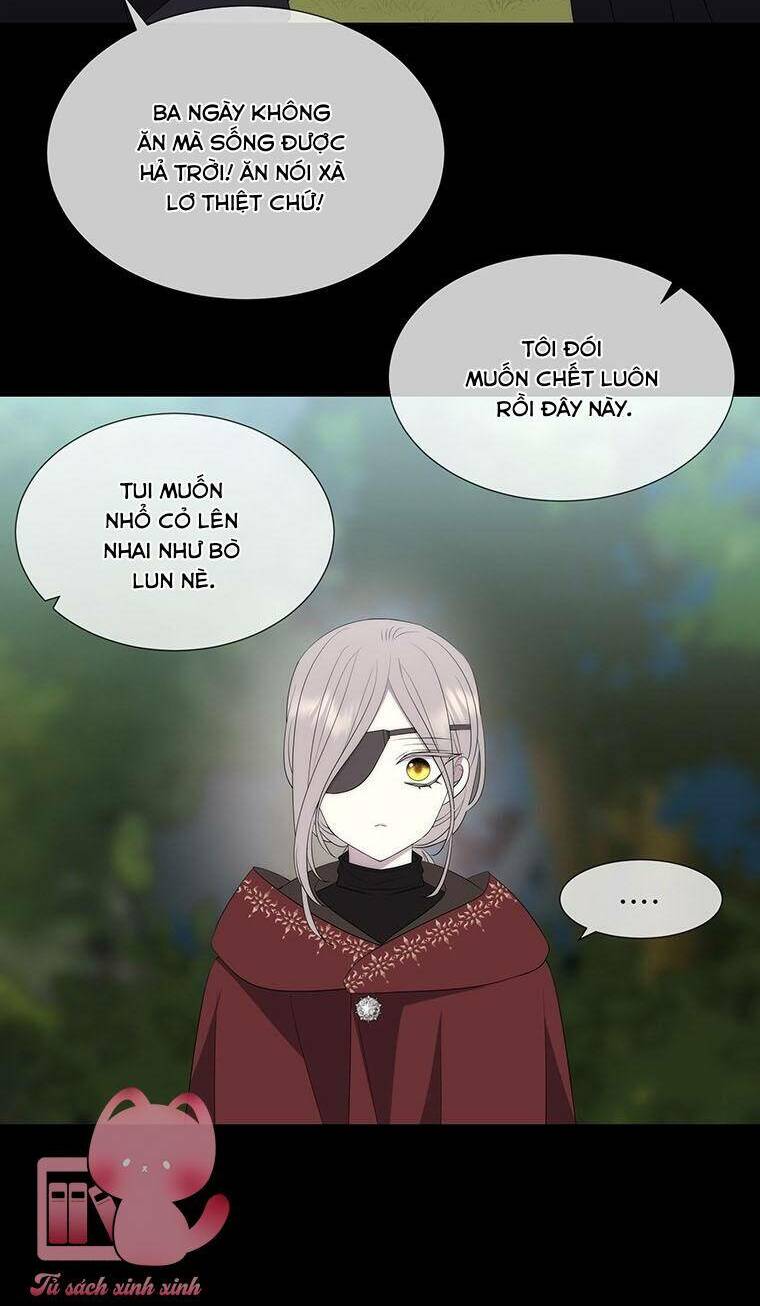 BA NGÀY KHÔNG
ĂN MÀ SỐNG ĐƯỢC
HẢ TRỜI! ĂN NÓI XÀ
LƠ THIỆT CHỨ!
TÔI ĐÓI
MUỐN CHẾT LUÔN
RỒI ĐÂY NÀY.
TUI MUỐN
NHỔ CỎ LÊN
NHAI NHƯ BÒ
LUN NÈ.
....
Tủ sách xinh xinh